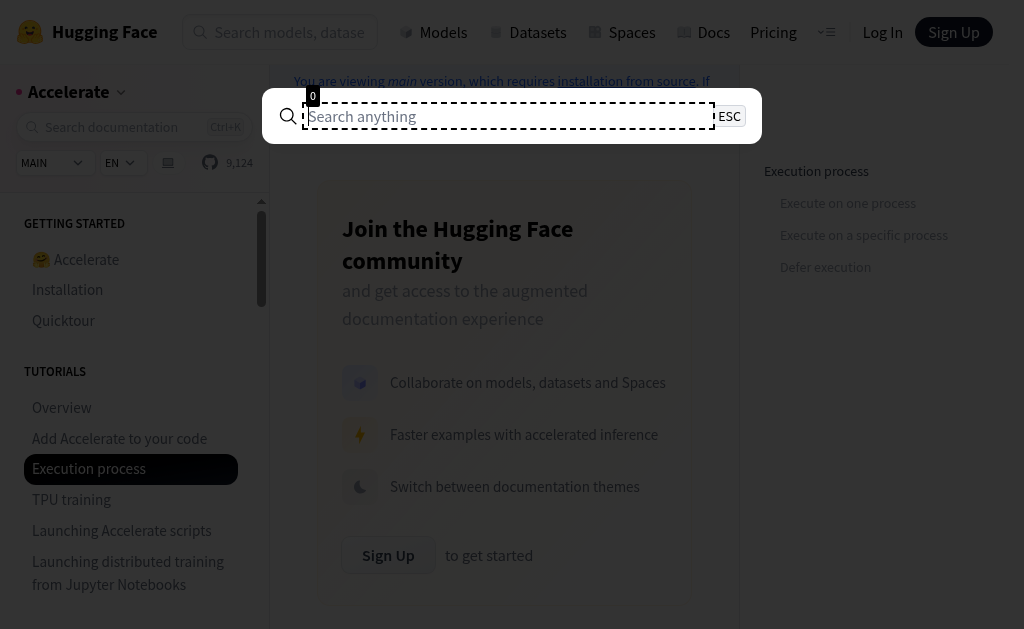 Hugging Face
Search models, datase
Models
Datasets
Spaces
Docs
Pricing
Log In
Sign Up
You are viewing main version, which requires installation from source. If
Accelerate
0
Search anything
ESC
Search documentation
Ctrl+K
MAIN
EN
9,124
GETTING STARTED
🤗 Accelerate
Installation
Quicktour
TUTORIALS
Overview
Add Accelerate to your code
Execution process
TPU training
Launching Accelerate scripts
Launching distributed training
from Jupyter Notebooks
Join the Hugging Face
community
and get access to the augmented
documentation experience
Collaborate on models, datasets and Spaces
Faster examples with accelerated inference
Switch between documentation themes
Sign Up
to get started
Execution process
Execute on one process
Execute on a specific process
Defer execution